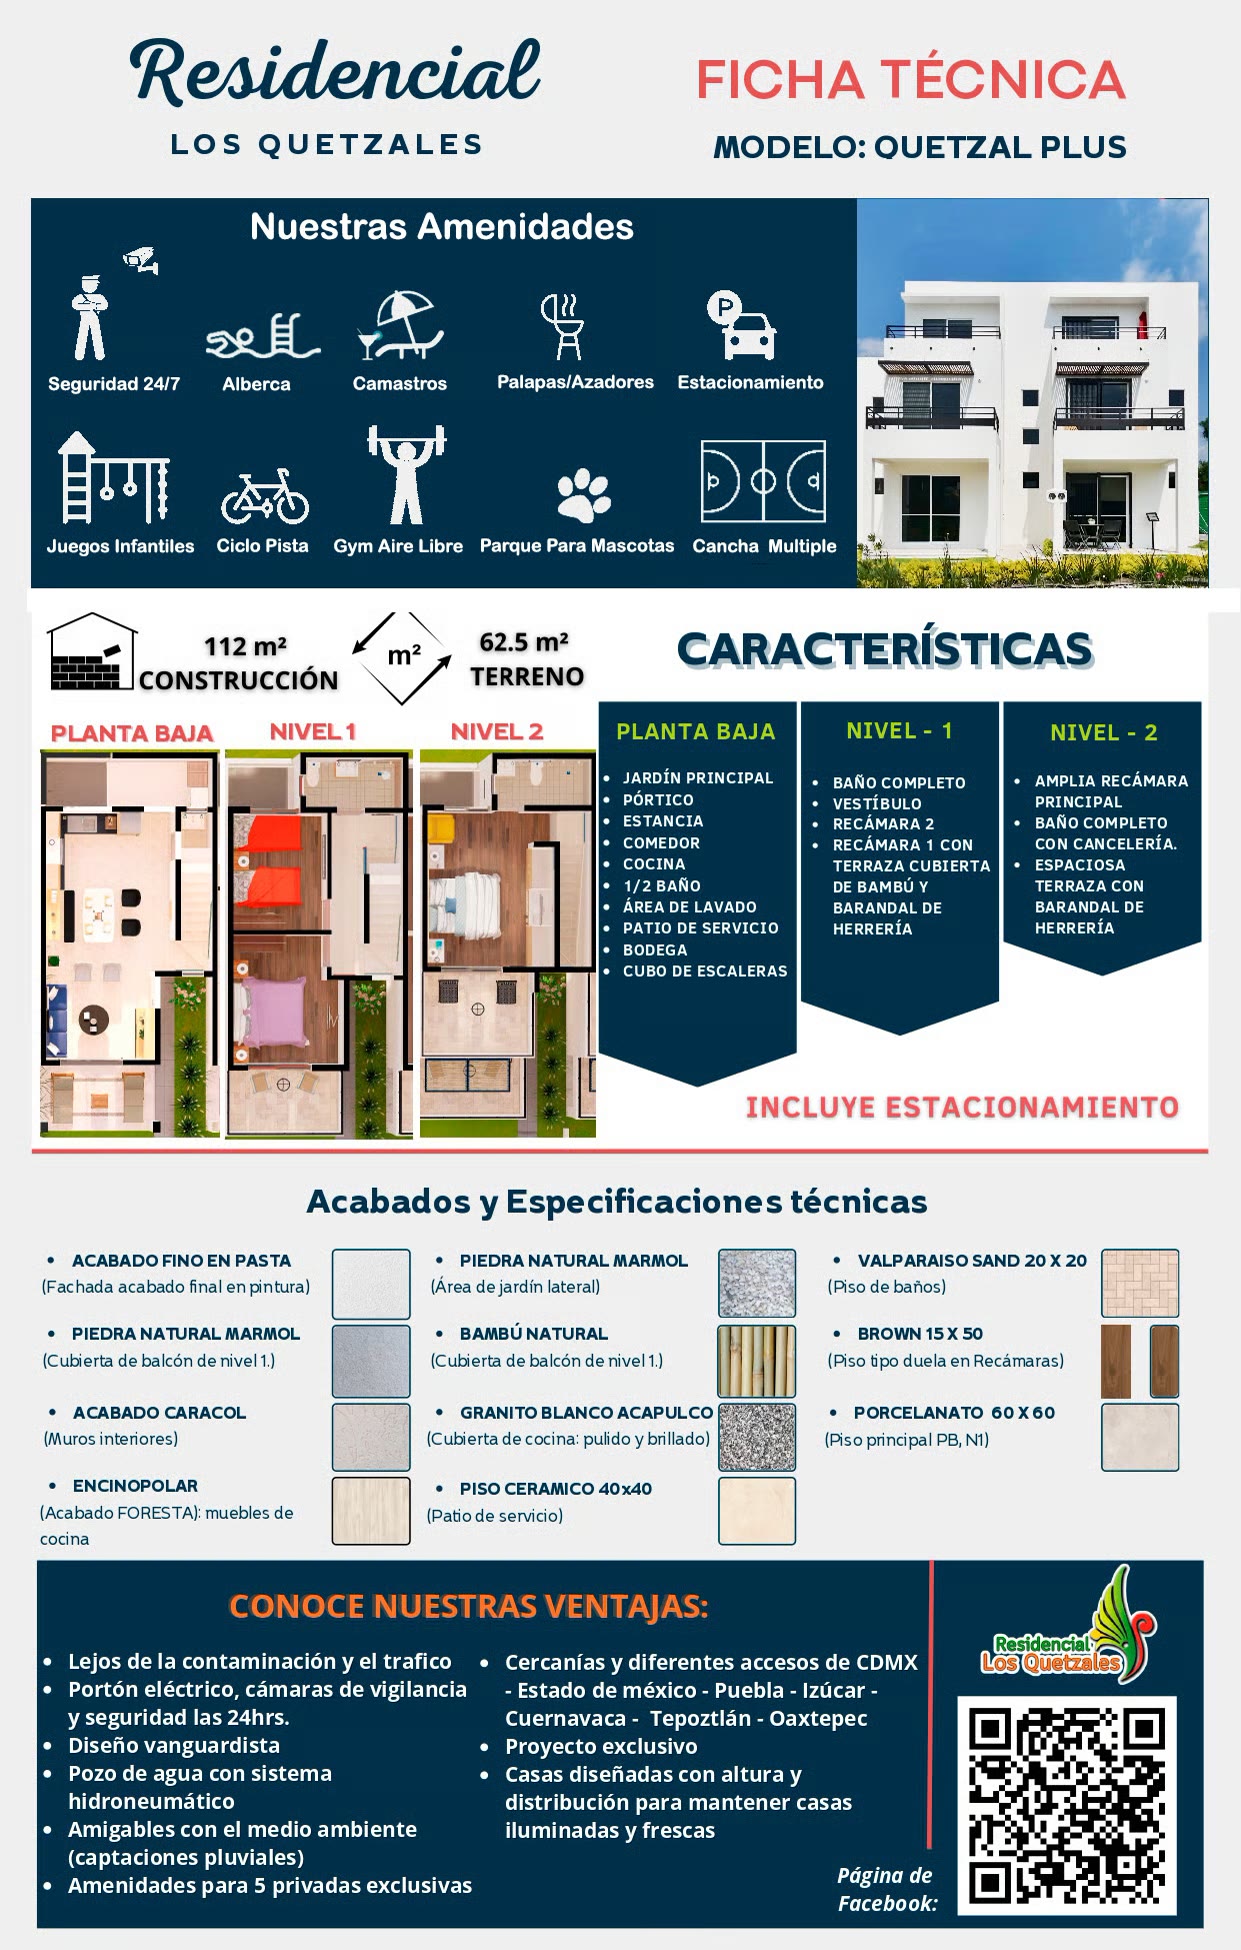 Residencial
LOS QUETZALES
FICHA TÉCNICA
MODELO: QUETZAL PLUS
Nuestras Amenidades
Seguridad 24/7
Alberca
Camastros
Palapas/Azadores
P
Estacionamiento
Juegos Infantiles
Ciclo Pista
Gym Aire Libre
Parque Para Mascotas
Cancha Multiple
112 m²
CONSTRUCCIÓN
m²
62.5 m²
TERRENO
PLANTA BAJA
NIVEL 1
NIVEL 2
CARACTERÍSTICAS
PLANTA BAJA
• JARDÍN PRINCIPAL
• PÓRTICO
• ESTANCIA
• COMEDOR
• COCINA
• 1/2 BAÑO
• ÁREA DE LAVADO
• PATIO DE SERVICIO
• BODEGA
• CUBO DE ESCALERAS
NIVEL - 1
• BAÑO COMPLETO
• VESTÍBULO
• RECÁMARA 2
• RECÁMARA 1 CON
TERRAZA CUBIERTA
DE BAMBÚ Y
BARANDAL DE
HERRERÍA
NIVEL - 2
• AMPLIA RECÁMARA
PRINCIPAL
• BAÑO COMPLETO
CON CANCELERÍA.
• ESPACIOSA
TERRAZA CON
BARANDAL DE
HERRERÍA
INCLUYE ESTACIONAMIENTO
Acabados y Especificaciones técnicas
• ACABADO FINO EN PASTA
(Fachada acabado final en pintura)
• PIEDRA NATURAL MARMOL
(Cubierta de balcón de nivel 1.)
• ACABADO CARACOL
(Muros interiores)
• ENCINOPOLAR
(Acabado FORESTA): muebles de
cocina
• PIEDRA NATURAL MARMOL
(Área de jardín lateral)
• BAMBÚ NATURAL
(Cubierta de balcón de nivel 1.)
• GRANITO BLANCO ACAPULCO
(Cubierta de cocina: pulido y brillado)
• PISO CERAMICO 40x40
(Patio de servicio)
• VALPARAISO SAND 20 X 20
(Piso de baños)
• BROWN 15 X 50
(Piso tipo duela en Recámaras)
• PORCELANATO 60 X 60
(Piso principal PB, N1)
CONOCE NUESTRAS VENTAJAS:
• Lejos de la contaminación y el trafico
• Portón eléctrico, cámaras de vigilancia
y seguridad las 24hrs.
• Diseño vanguardista
• Pozo de agua con sistema
hidroneumático
• Amigables con el medio ambiente
(captaciones pluviales)
• Amenidades para 5 privadas exclusivas
• Cercanías y diferentes accesos de CDMX
- Estado de méxico - Puebla - Izúcar -
Cuernavaca - Tepoztlán - Oaxtepec
• Proyecto exclusivo
• Casas diseñadas con altura y
distribución para mantener casas
iluminadas y frescas
Residencial
Los Quetzales
Página de
Facebook: